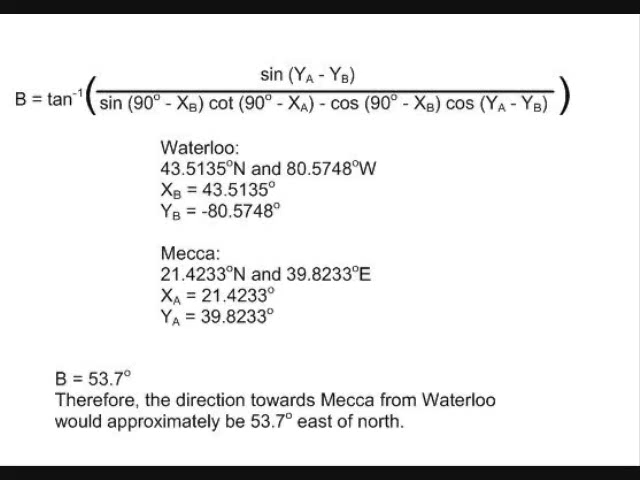 B = tan⁻¹( sin (Y_A - Y_B) / sin (90° - X_B) cot (90° - X_A) - cos (90° - X_B) cos (Y_A - Y_B) )
Waterloo:
43.5135°N and 80.5748°W
X_B = 43.5135°
Y_B = -80.5748°
Mecca:
21.4233°N and 39.8233°E
X_A = 21.4233°
Y_A = 39.8233°
B = 53.7°
Therefore, the direction towards Mecca from Waterloo
would approximately be 53.7° east of north.